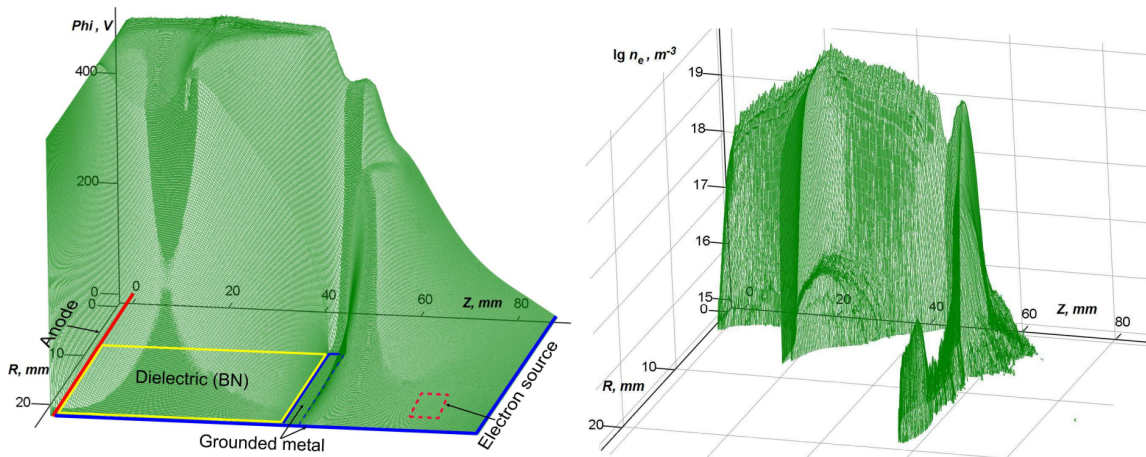 Phi , V
400
200
0
0
0
20
40
60
80
Z, mm
Anode
10
R, mm
20
Dielectric (BN)
Grounded metal
Electron source
lg nₑ , m⁻³
19
18
17
16
15
0
0
20
40
60
80
Z, mm
10
R, mm
20